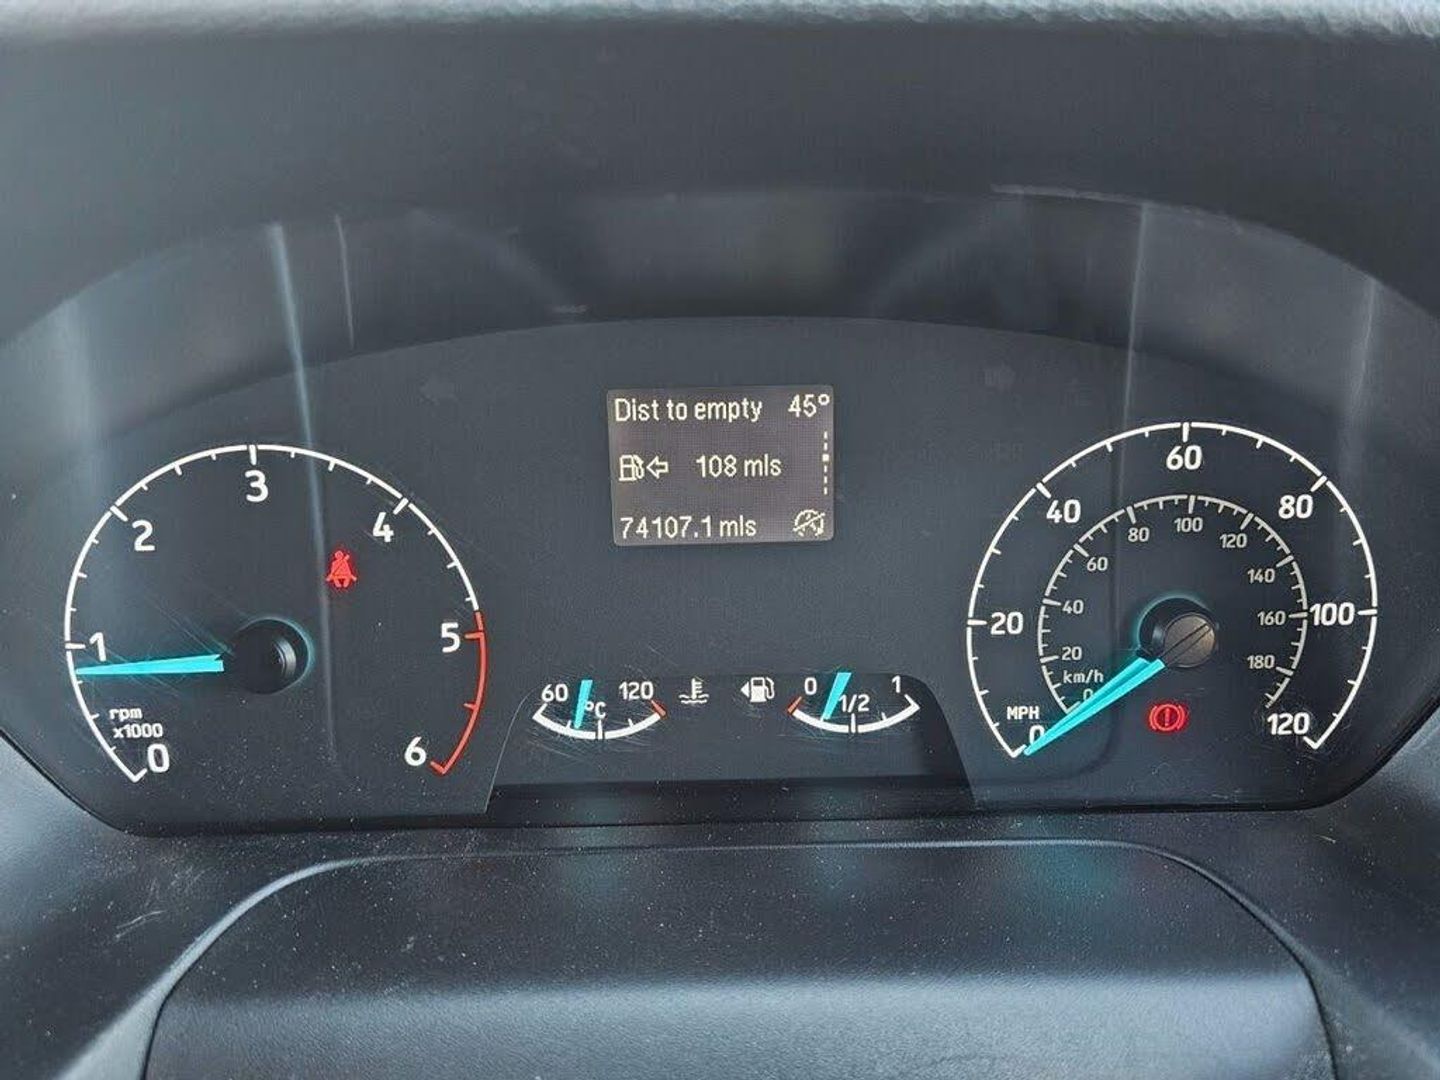 Dist to empty 45°
108 mls
74107.1 mls
0 1 2 3 4 5 6
rpm
x1000
60 120
°C
0 1/2 1
0 20 40 60 80 100 120
MPH
0 20 40 60 80 100 120 140 160 180
km/h